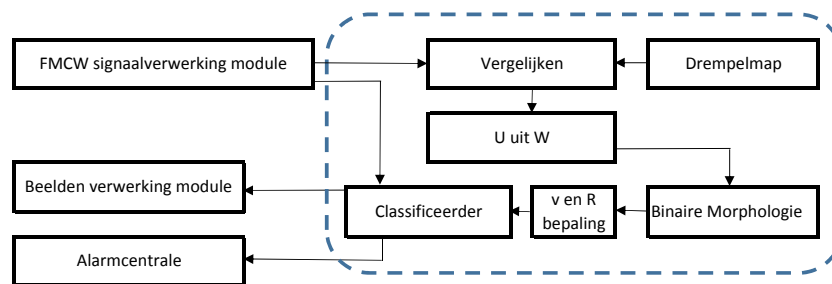 FMCW signaalverwerking module
Vergelijken
Drempelmap
U uit W
Beelden verwerking module
Classificeerder
v en R
bepaling
Binaire Morphologie
Alarmcentrale